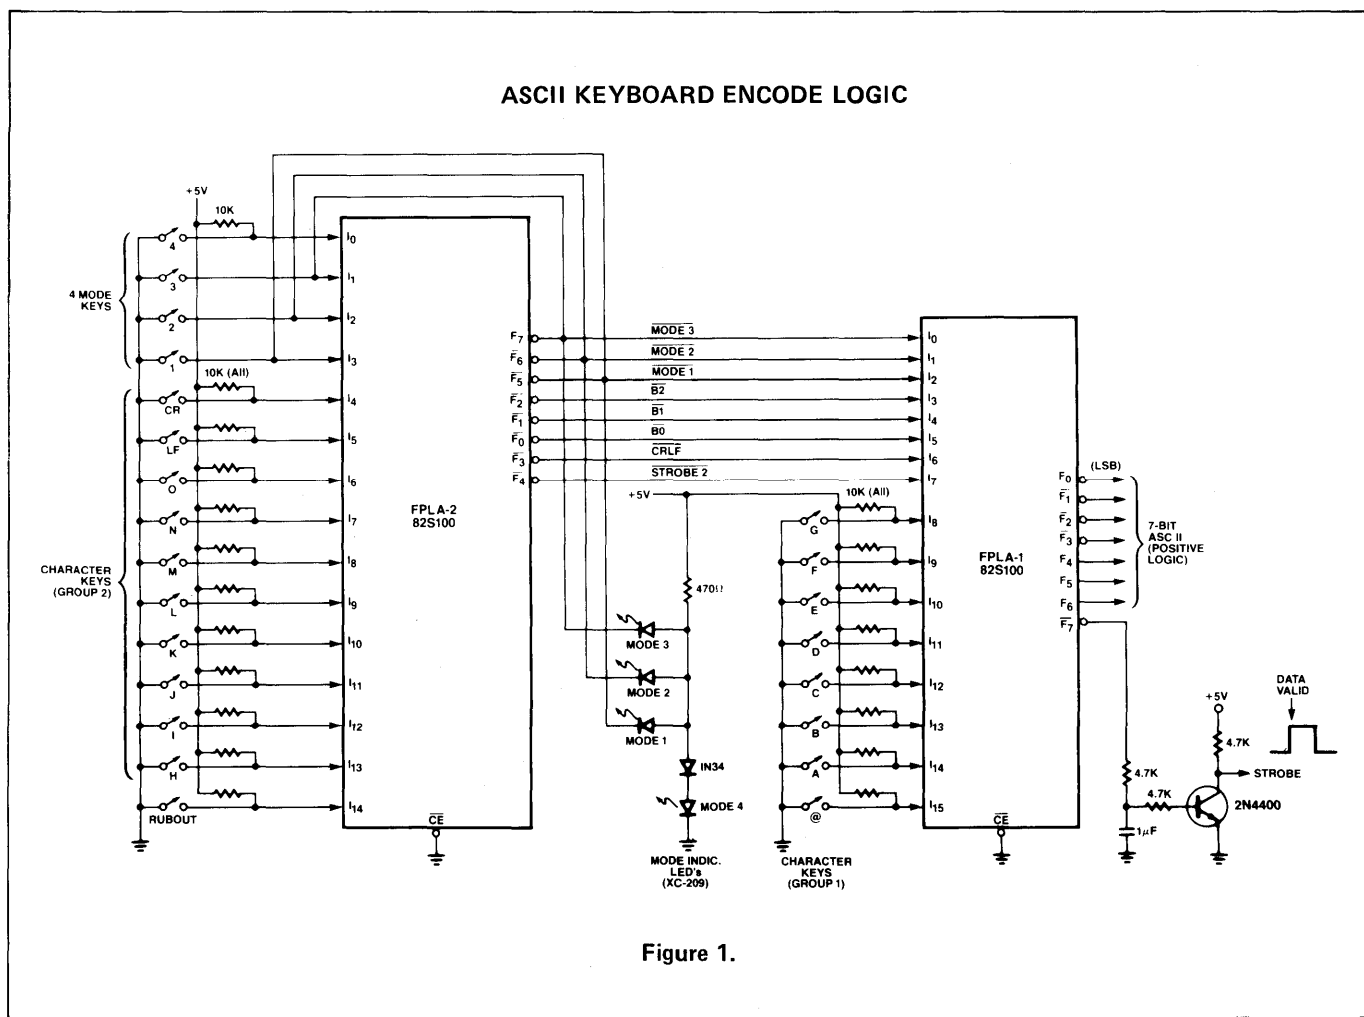 ASCII KEYBOARD ENCODE LOGIC
+5V
10K
4
3
2
1
4 MODE
KEYS
10K (All)
CR
LF
O
N
M
L
K
J
I
H
RUBOUT
CHARACTER
KEYS
(GROUP 2)
I0
I1
I2
I3
I4
I5
I6
I7
I8
I9
I10
I11
I12
I13
I14
FPLA-2
82S100
CE
F7
F6
F5
F2
F1
F0
F3
F4
MODE 3
MODE 2
MODE 1
B2
B1
B0
CRLF
STROBE 2
+5V
470Ω
MODE 3
MODE 2
MODE 1
IN34
MODE 4
MODE INDIC.
LED's
(XC-209)
10K (All)
G
F
E
D
C
B
A
@
CHARACTER
KEYS
(GROUP 1)
I0
I1
I2
I3
I4
I5
I6
I7
I8
I9
I10
I11
I12
I13
I14
I15
FPLA-1
82S100
CE
(LSB)
F0
F1
F2
F3
F4
F5
F6
F7
7-BIT
ASC II
(POSITIVE
LOGIC)
+5V
DATA
VALID
4.7K
STROBE
4.7K
4.7K
2N4400
1μF
Figure 1.